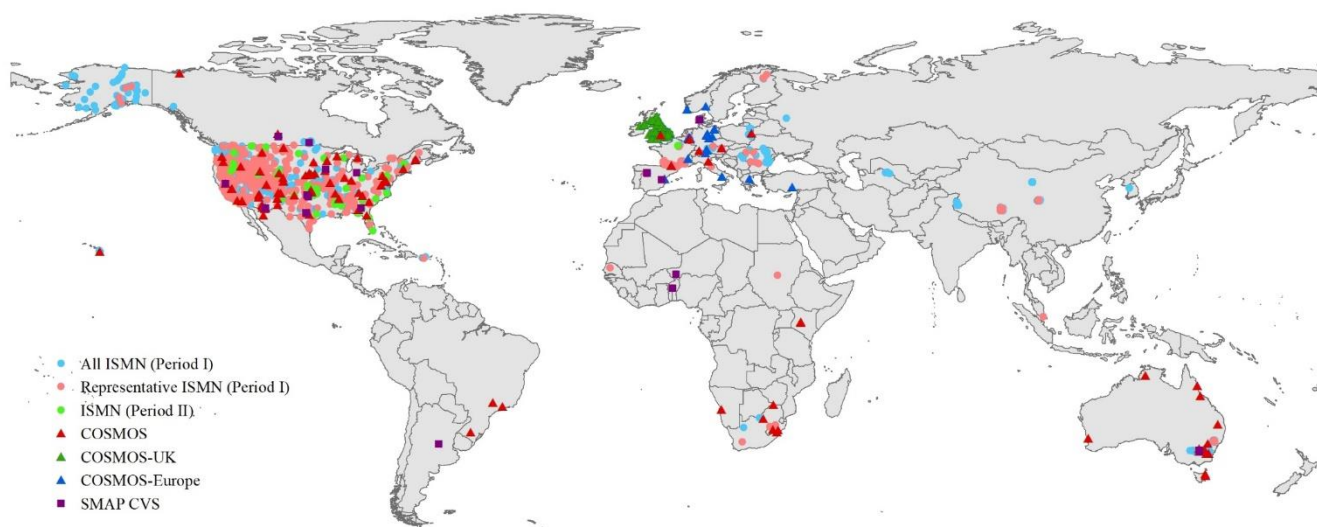 All ISMN (Period I)
Representative ISMN (Period I)
ISMN (Period II)
COSMOS
COSMOS-UK
COSMOS-Europe
SMAP CVS